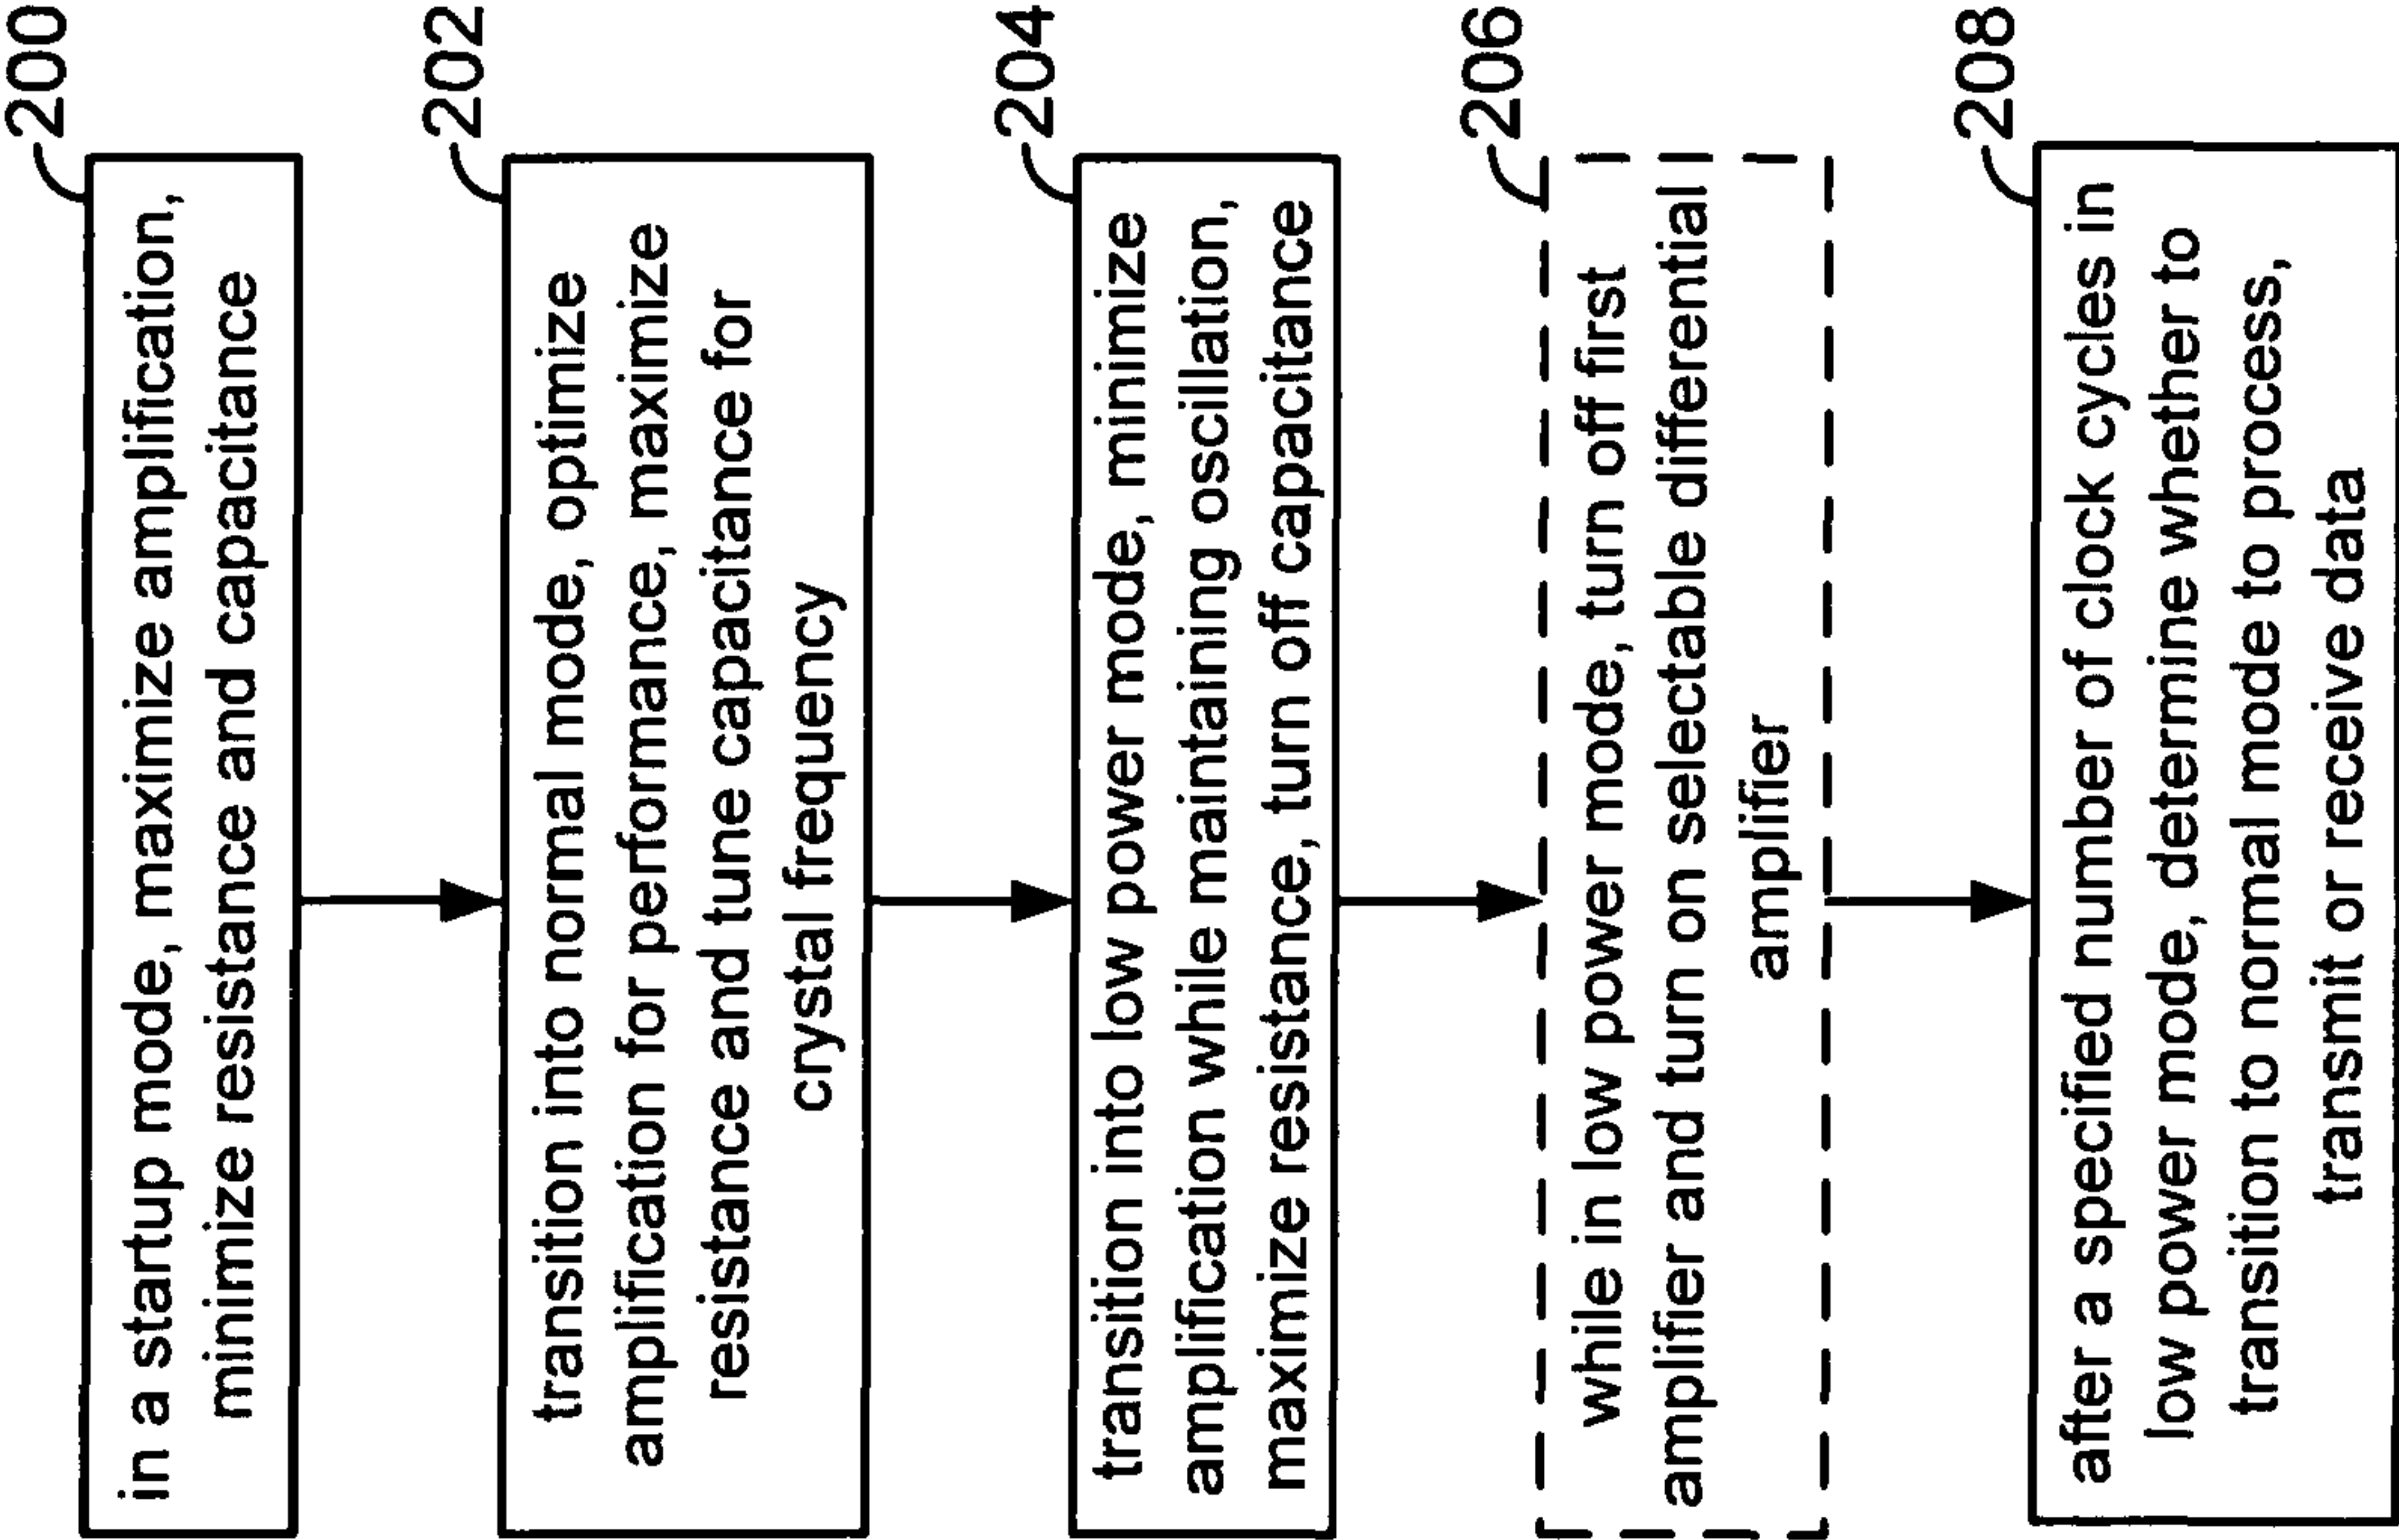 200
in a startup mode, maximize amplification,
minimize resistance and capacitance
202
transition into normal mode, optimize
amplification for performance, maximize
resistance and tune capacitance for
crystal frequency
204
transition into low power mode, minimize
amplification while maintaining oscillation,
maximize resistance, turn off capacitance
206
while in low power mode, turn off first
amplifier and turn on selectable differential
amplifier
208
after a specified number of clock cycles in
low power mode, determine whether to
transition to normal mode to process,
transmit or receive data